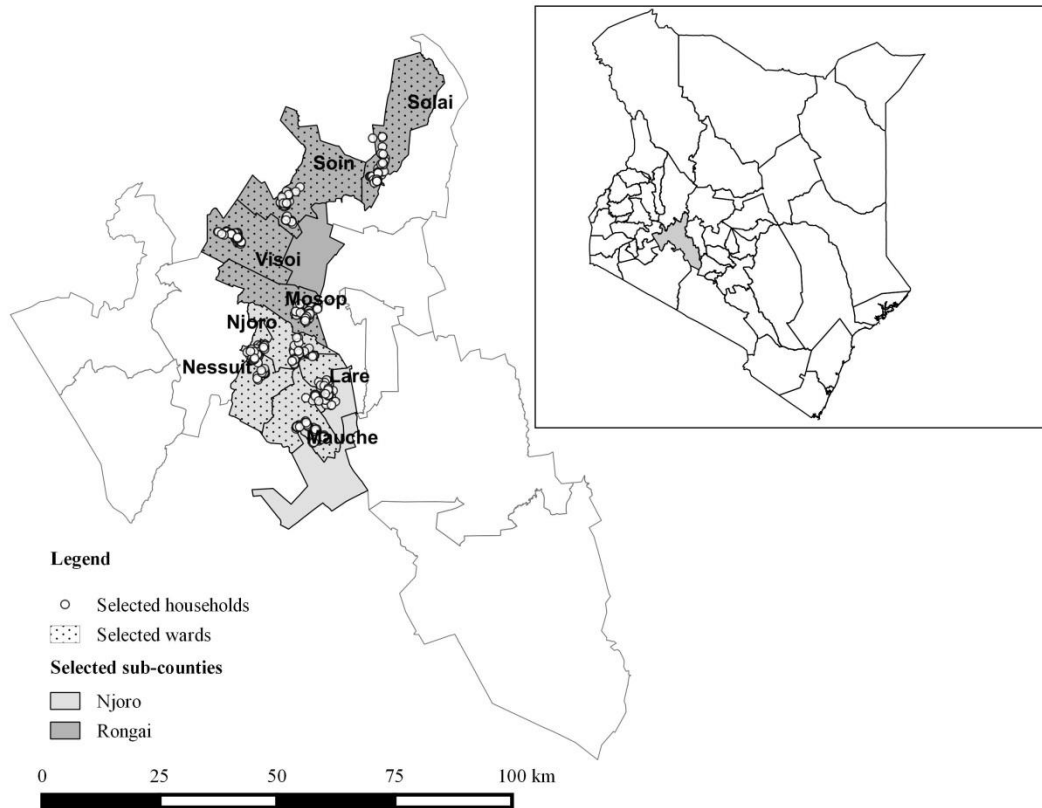 Solai
Soin
Visoi
Mosop
Njoro
Nessuit
Lare
Mauche
Legend
Selected households
Selected wards
Selected sub-counties
Njoro
Rongai
0 25 50 75 100 km